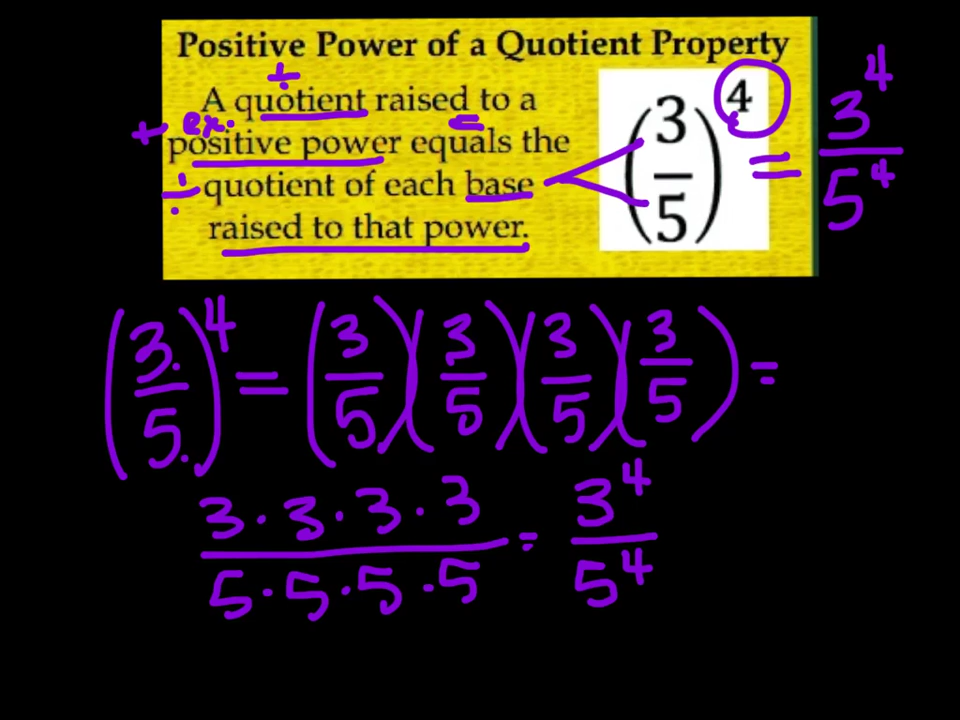 Positive Power of a Quotient Property
÷
A quotient raised to a
+ ex.
positive power equals the
÷ quotient of each base
raised to that power.
(3/5)^4 = 3^4/5^4
(3/5)^4 = (3/5)(3/5)(3/5)(3/5) =
3·3·3·3/5·5·5·5 = 3^4/5^4